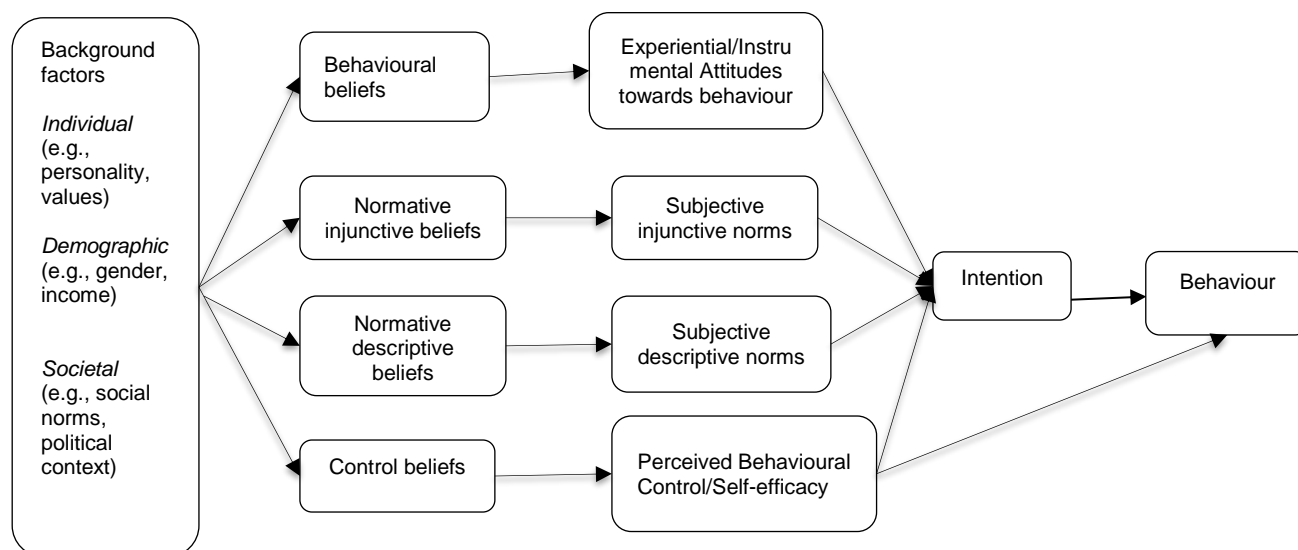 Background
factors
Individual
(e.g.,
personality,
values)
Demographic
(e.g., gender,
income)
Societal
(e.g., social
norms,
political
context)
Behavioural
beliefs
Experiential/Instru
mental Attitudes
towards behaviour
Normative
injunctive beliefs
Subjective
injunctive norms
Normative
descriptive
beliefs
Subjective
descriptive norms
Control beliefs
Perceived Behavioural
Control/Self-efficacy
Intention
Behaviour